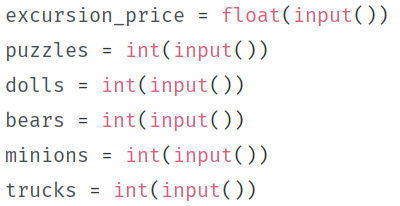 excursion_price = float(input())
puzzles = int(input())
dolls = int(input())
bears = int(input())
minions = int(input())
trucks = int(input())